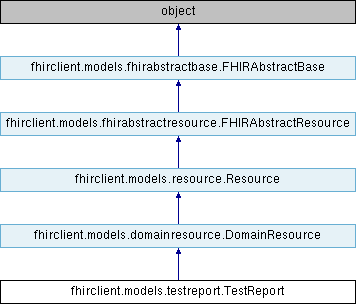 object
fhirclient.models.fhirabstractbase.FHIRAbstractBase
fhirclient.models.fhirabstractresource.FHIRAbstractResource
fhirclient.models.resource.Resource
fhirclient.models.domainresource.DomainResource
fhirclient.models.testreport.TestReport